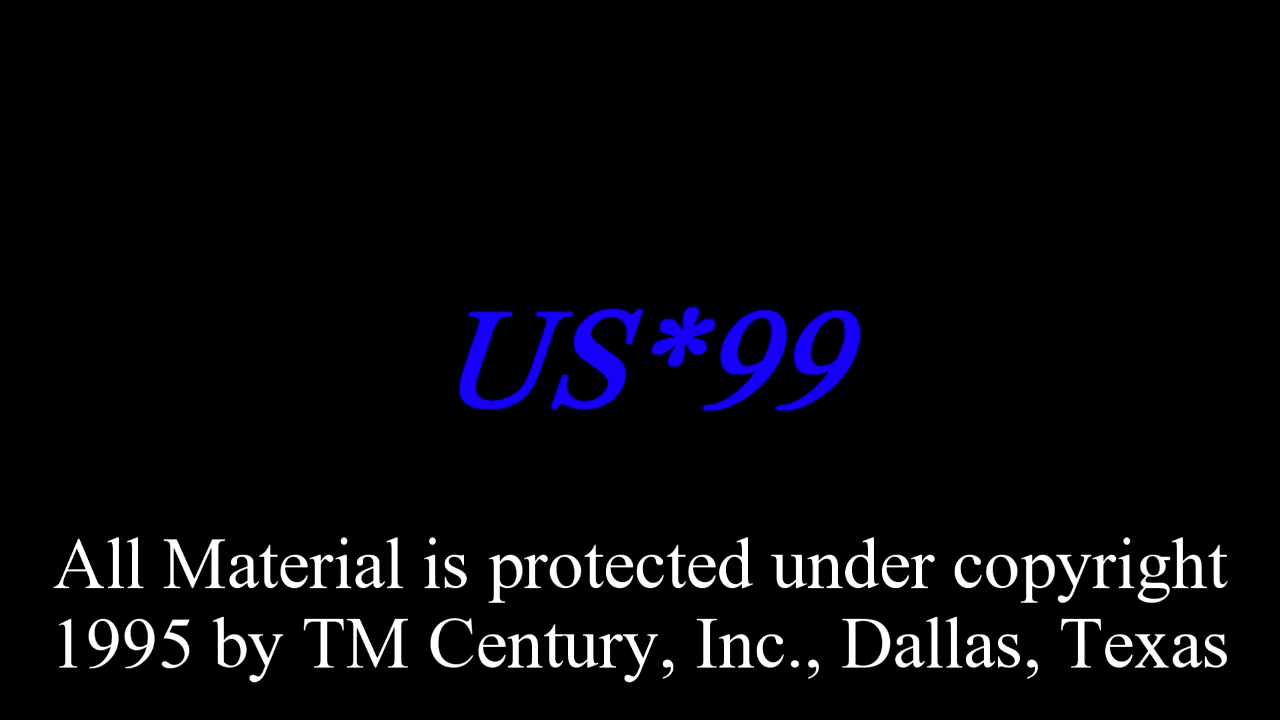 US*99
All Material is protected under copyright
1995 by TM Century, Inc., Dallas, Texas